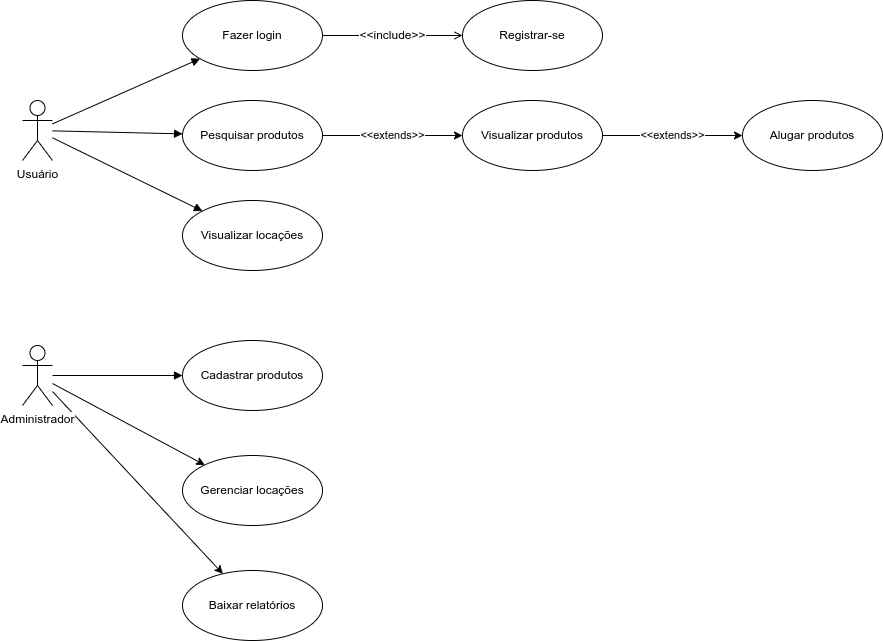 Fazer login
<<include>>
Registrar-se
Usuário
Pesquisar produtos
<<extends>>
Visualizar produtos
<<extends>>
Alugar produtos
Visualizar locações
Administrador
Cadastrar produtos
Gerenciar locações
Baixar relatórios